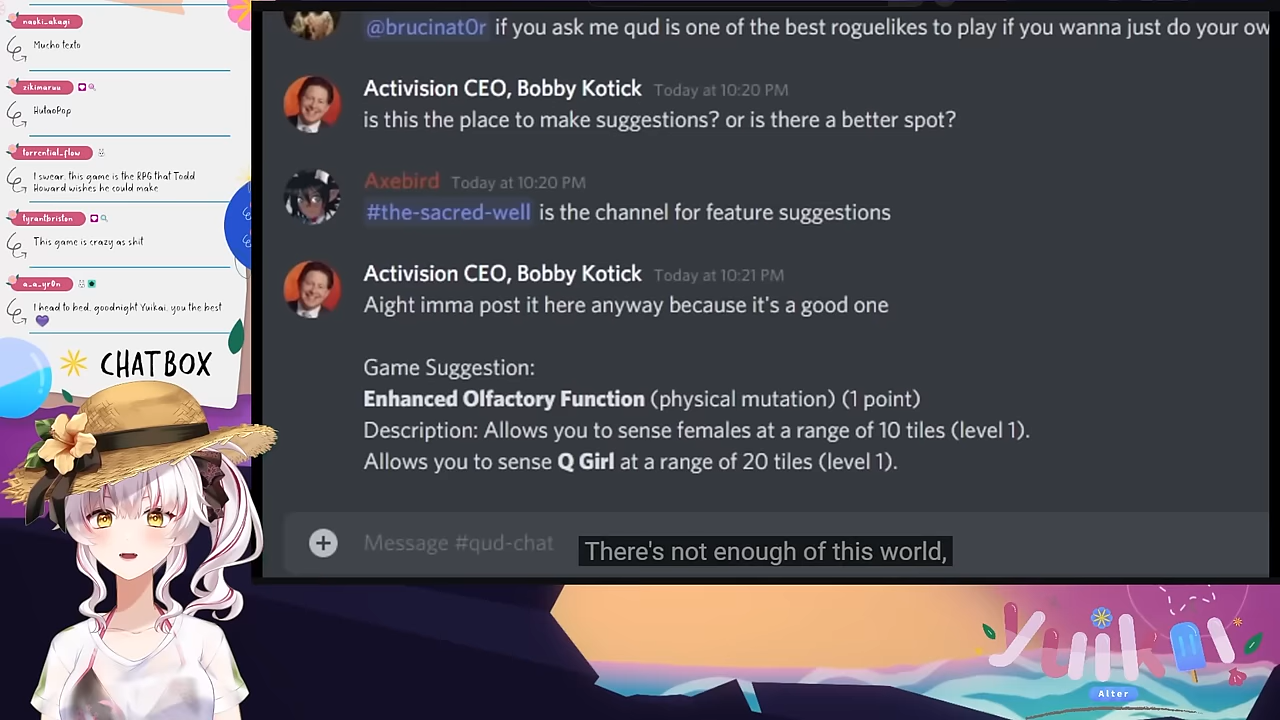 naoki_akagi
Mucho texto
zikimaruu
HutaoPop
torrential_flow
I swear, this game is the RPG that Todd
Howard wishes he could make
tyrantbriston
This game is crazy as shit
a_a_yr0n
I head to bed, goodnight Yuikai, you the best
CHATBOX
@brucinat0r if you ask me qud is one of the best roguelikes to play if you wanna just do your ow
Activision CEO, Bobby Kotick Today at 10:20 PM
is this the place to make suggestions? or is there a better spot?
Axebird Today at 10:20 PM
#the-sacred-well is the channel for feature suggestions
Activision CEO, Bobby Kotick Today at 10:21 PM
Aight imma post it here anyway because it's a good one
Game Suggestion:
Enhanced Olfactory Function (physical mutation) (1 point)
Description: Allows you to sense females at a range of 10 tiles (level 1).
Allows you to sense Q Girl at a range of 20 tiles (level 1).
Message #qud-chat
There's not enough of this world,
Yuikai
Alter